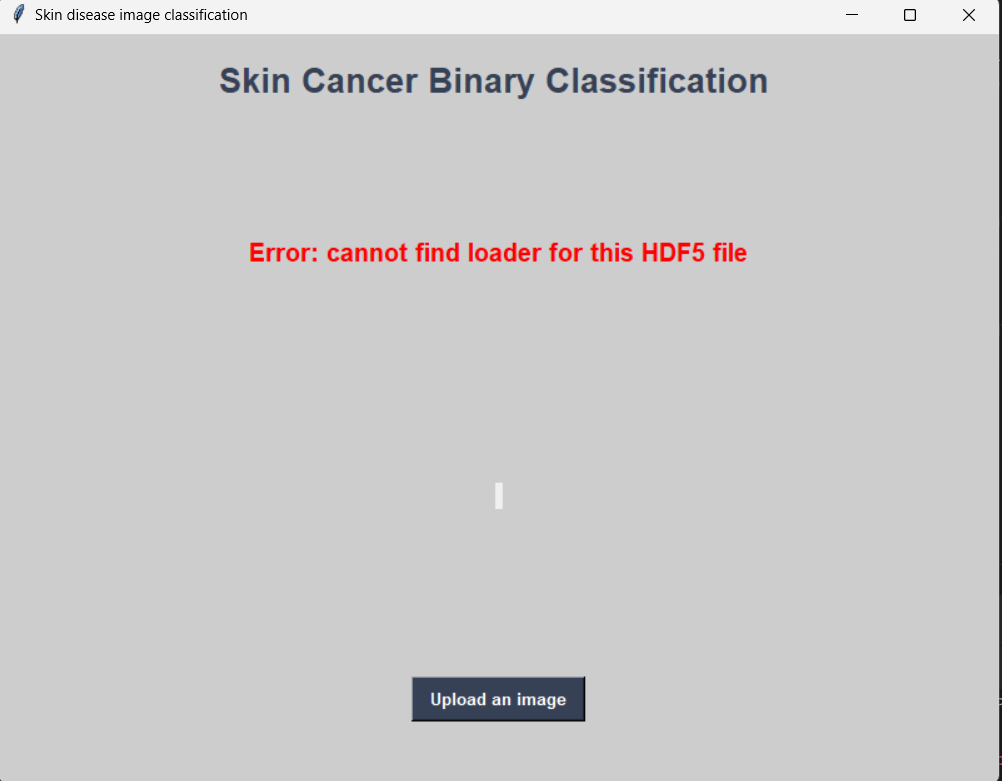 Skin disease image classification
Skin Cancer Binary Classification
Error: cannot find loader for this HDF5 file
Upload an image